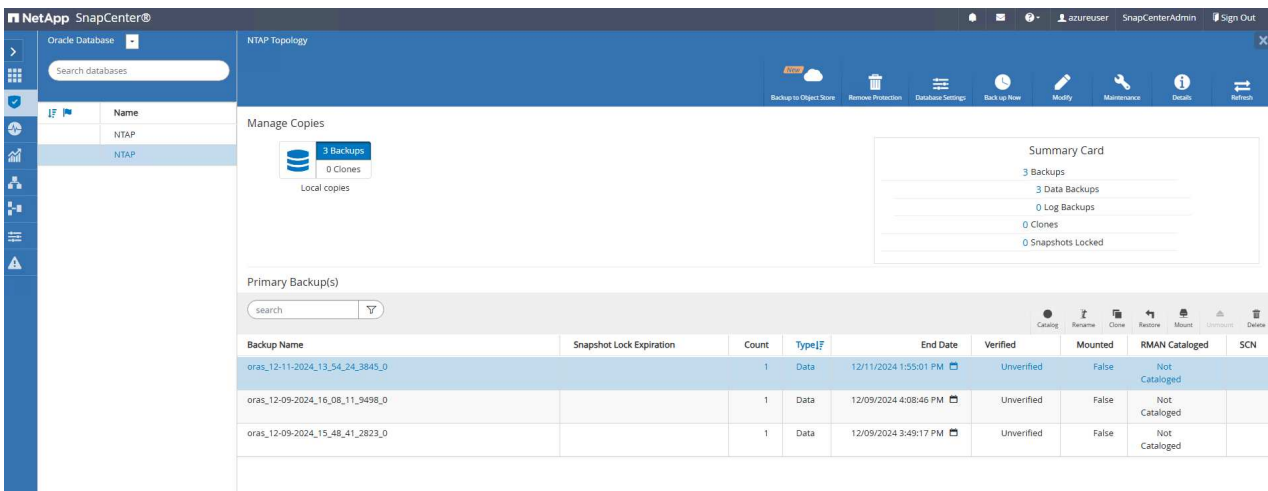 NetApp SnapCenter®
azureuser SnapCenterAdmin Sign Out
Oracle Database
NTAP Topology
Search databases
New
Backup to Object Store Remove Protection Database Settings Back up Now Modify Maintenance Details Refresh
Name
NTAP
NTAP
Manage Copies
3 Backups
0 Clones
Local copies
Summary Card
3 Backups
3 Data Backups
0 Log Backups
0 Clones
0 Snapshots Locked
Primary Backup(s)
search
Catalog Rename Clone Restore Mount Unmount Delete
Backup Name Snapshot Lock Expiration Count Type End Date Verified Mounted RMAN Cataloged SCN
oras_12-11-2024_13_54_24_3845_0 1 Data 12/11/2024 1:55:01 PM Unverified False Not Cataloged
oras_12-09-2024_16_08_11_9498_0 1 Data 12/09/2024 4:08:46 PM Unverified False Not Cataloged
oras_12-09-2024_15_48_41_2823_0 1 Data 12/09/2024 3:49:17 PM Unverified False Not Cataloged